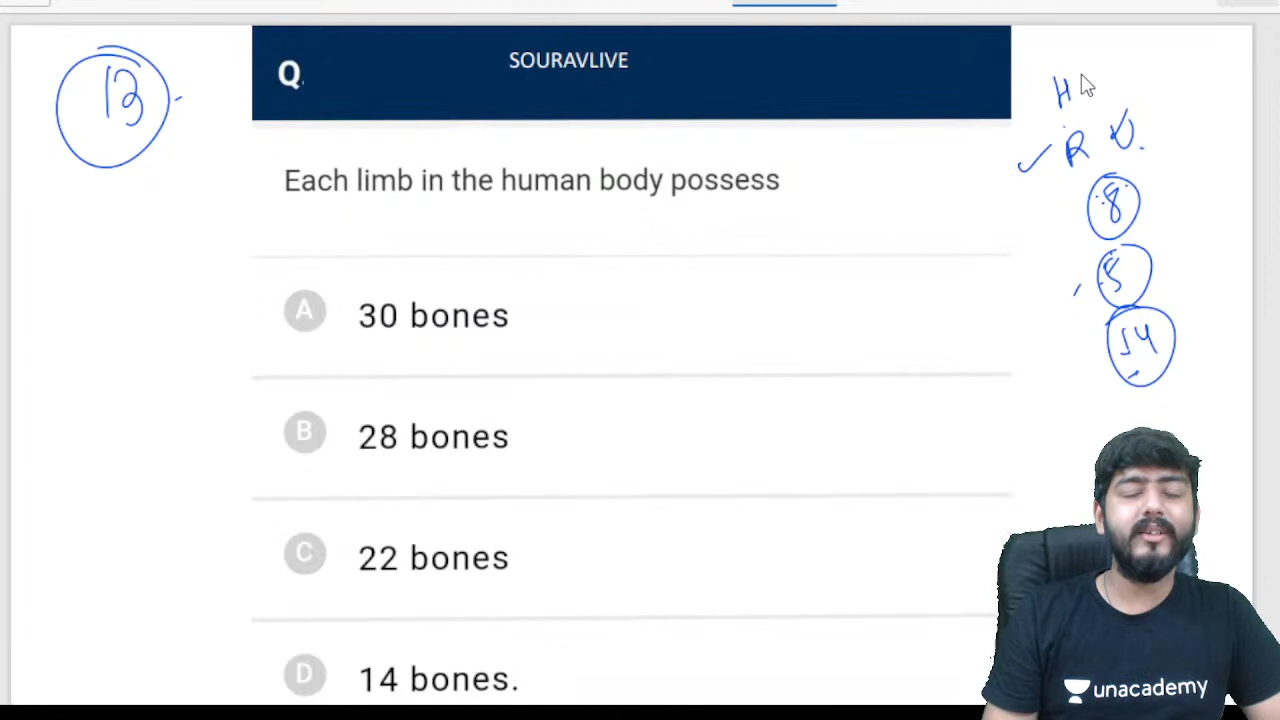 13
Q.
SOURAVLIVE
H
R U.
8
5
14
Each limb in the human body possess
A 30 bones
B 28 bones
C 22 bones
D 14 bones.
unacademy